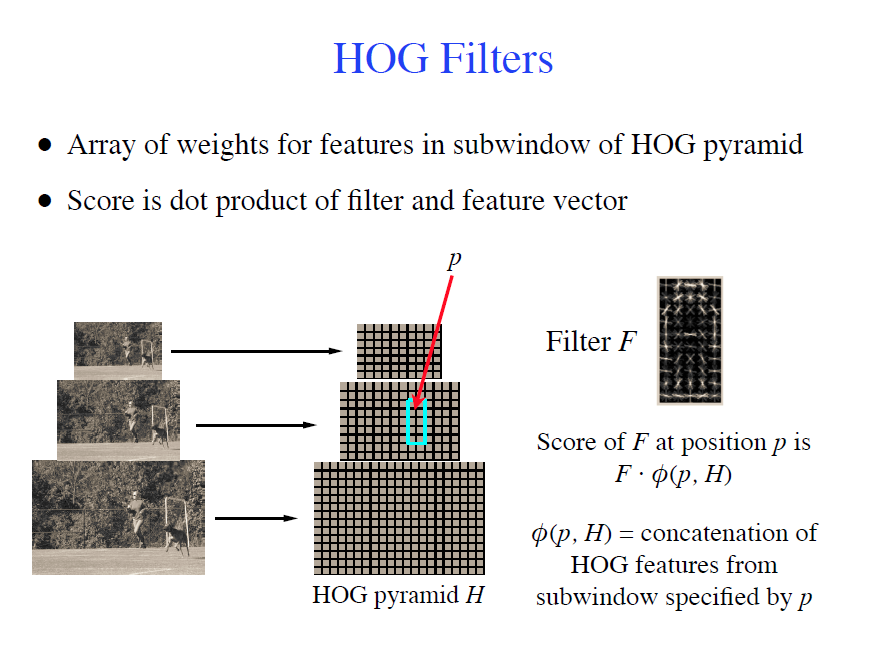 HOG Filters
● Array of weights for features in subwindow of HOG pyramid
● Score is dot product of filter and feature vector
p
Filter F
Score of F at position p is
F · ϕ(p, H)
ϕ(p, H) = concatenation of
HOG features from
subwindow specified by p
HOG pyramid H